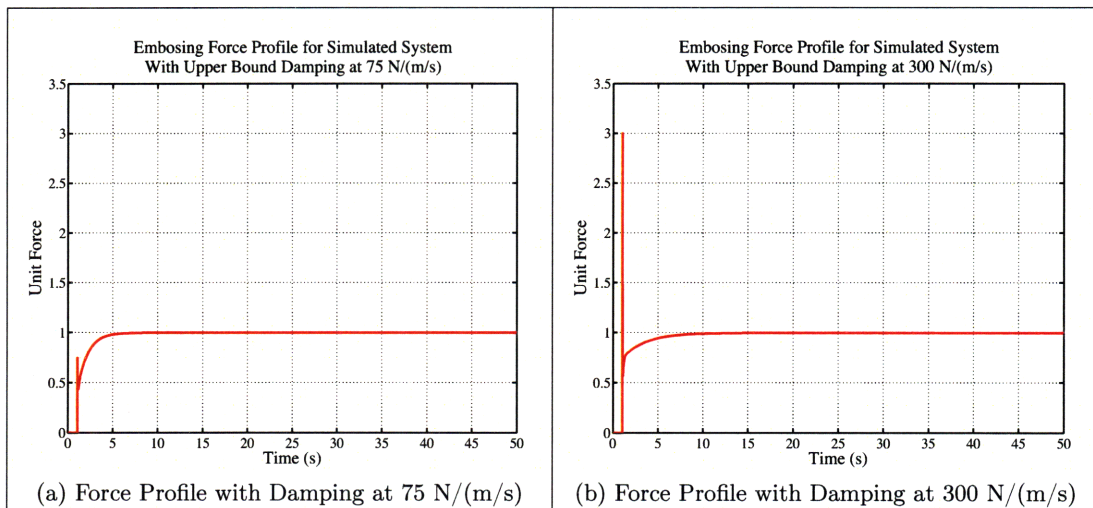 Embosing Force Profile for Simulated System
With Upper Bound Damping at 75 N/(m/s)
3.5
3
2.5
2
1.5
1
0.5
0
Unit Force
0 5 10 15 20 25 30 35 40 45 50
Time (s)
(a) Force Profile with Damping at 75 N/(m/s)
Embosing Force Profile for Simulated System
With Upper Bound Damping at 300 N/(m/s)
3.5
3
2.5
2
1.5
1
0.5
0
Unit Force
0 5 10 15 20 25 30 35 40 45 50
Time (s)
(b) Force Profile with Damping at 300 N/(m/s)